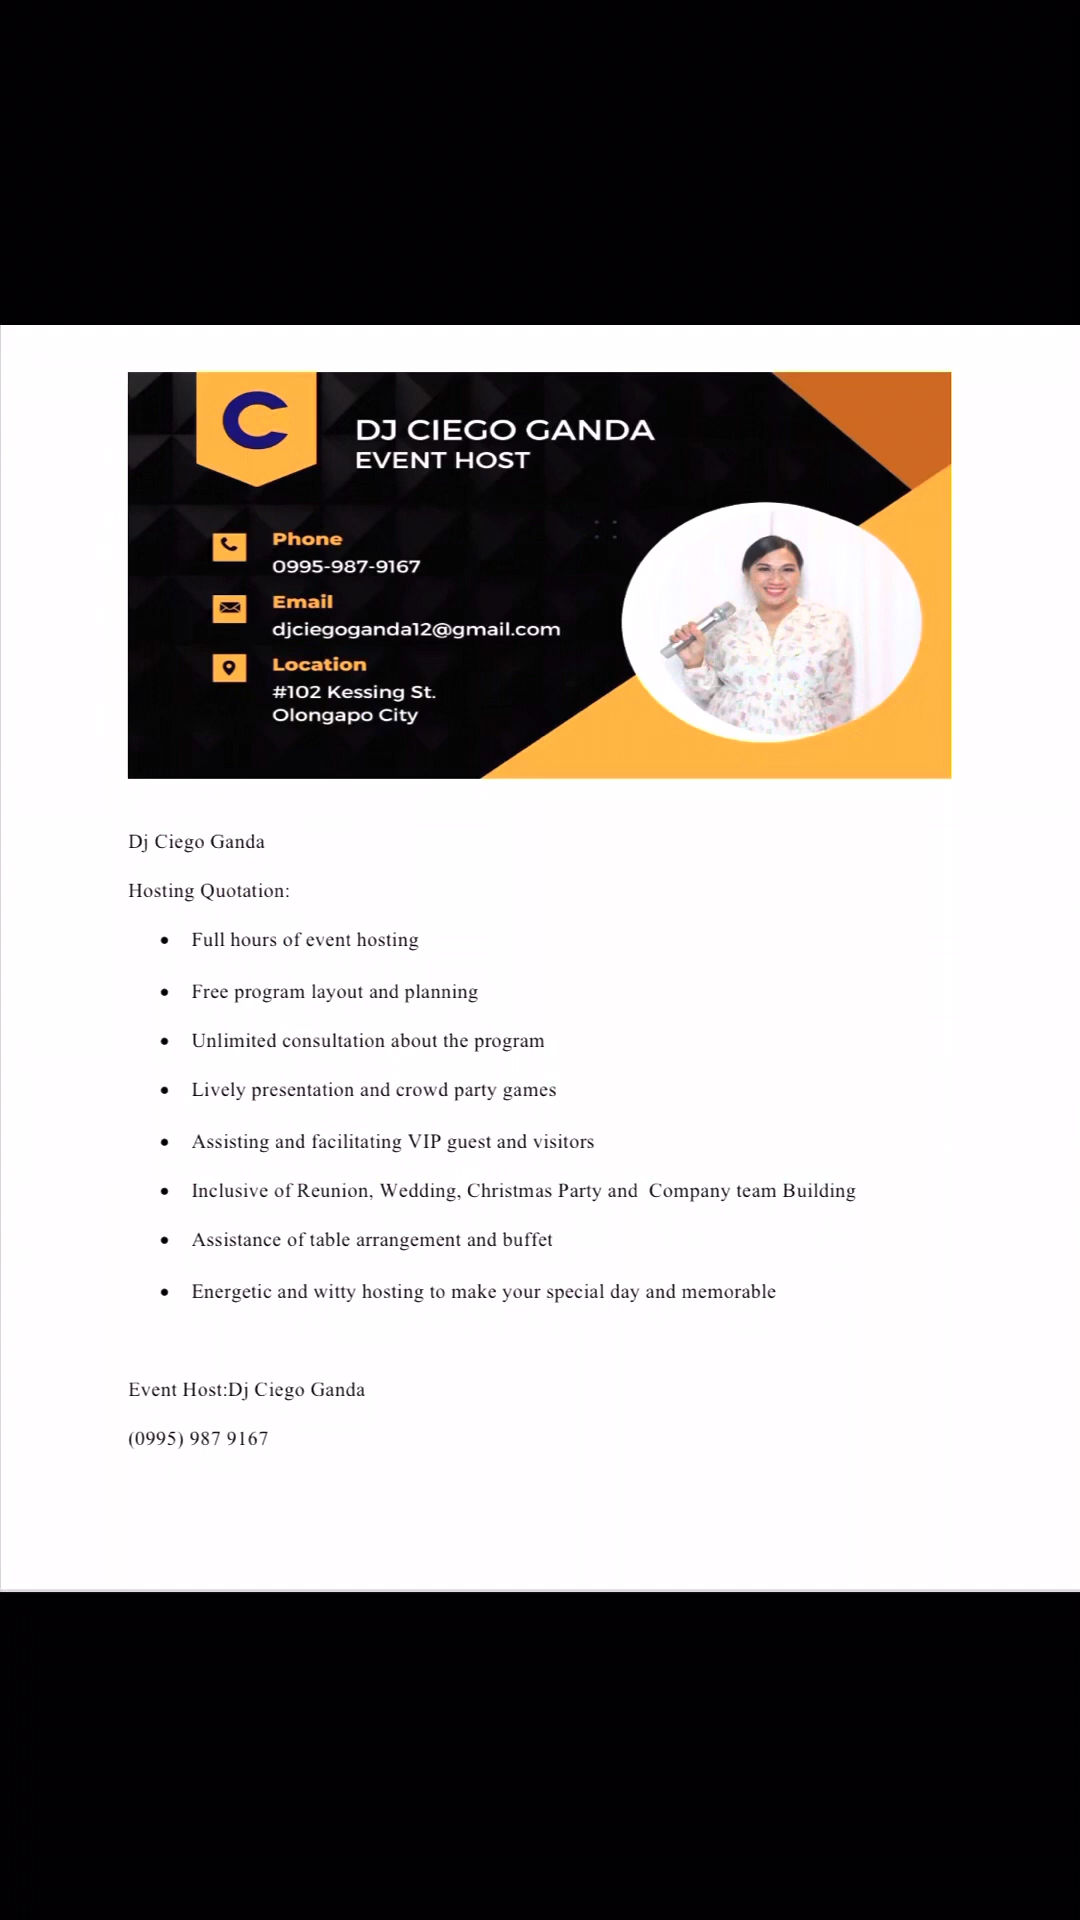 C
DJ CIEGO GANDA
EVENT HOST
Phone
0995-987-9167
Email
djciegoganda12@gmail.com
Location
#102 Kessing St.
Olongapo City
Dj Ciego Ganda
Hosting Quotation:
• Full hours of event hosting
• Free program layout and planning
• Unlimited consultation about the program
• Lively presentation and crowd party games
• Assisting and facilitating VIP guest and visitors
• Inclusive of Reunion, Wedding, Christmas Party and  Company team Building
• Assistance of table arrangement and buffet
• Energetic and witty hosting to make your special day and memorable
Event Host:Dj Ciego Ganda
(0995) 987 9167